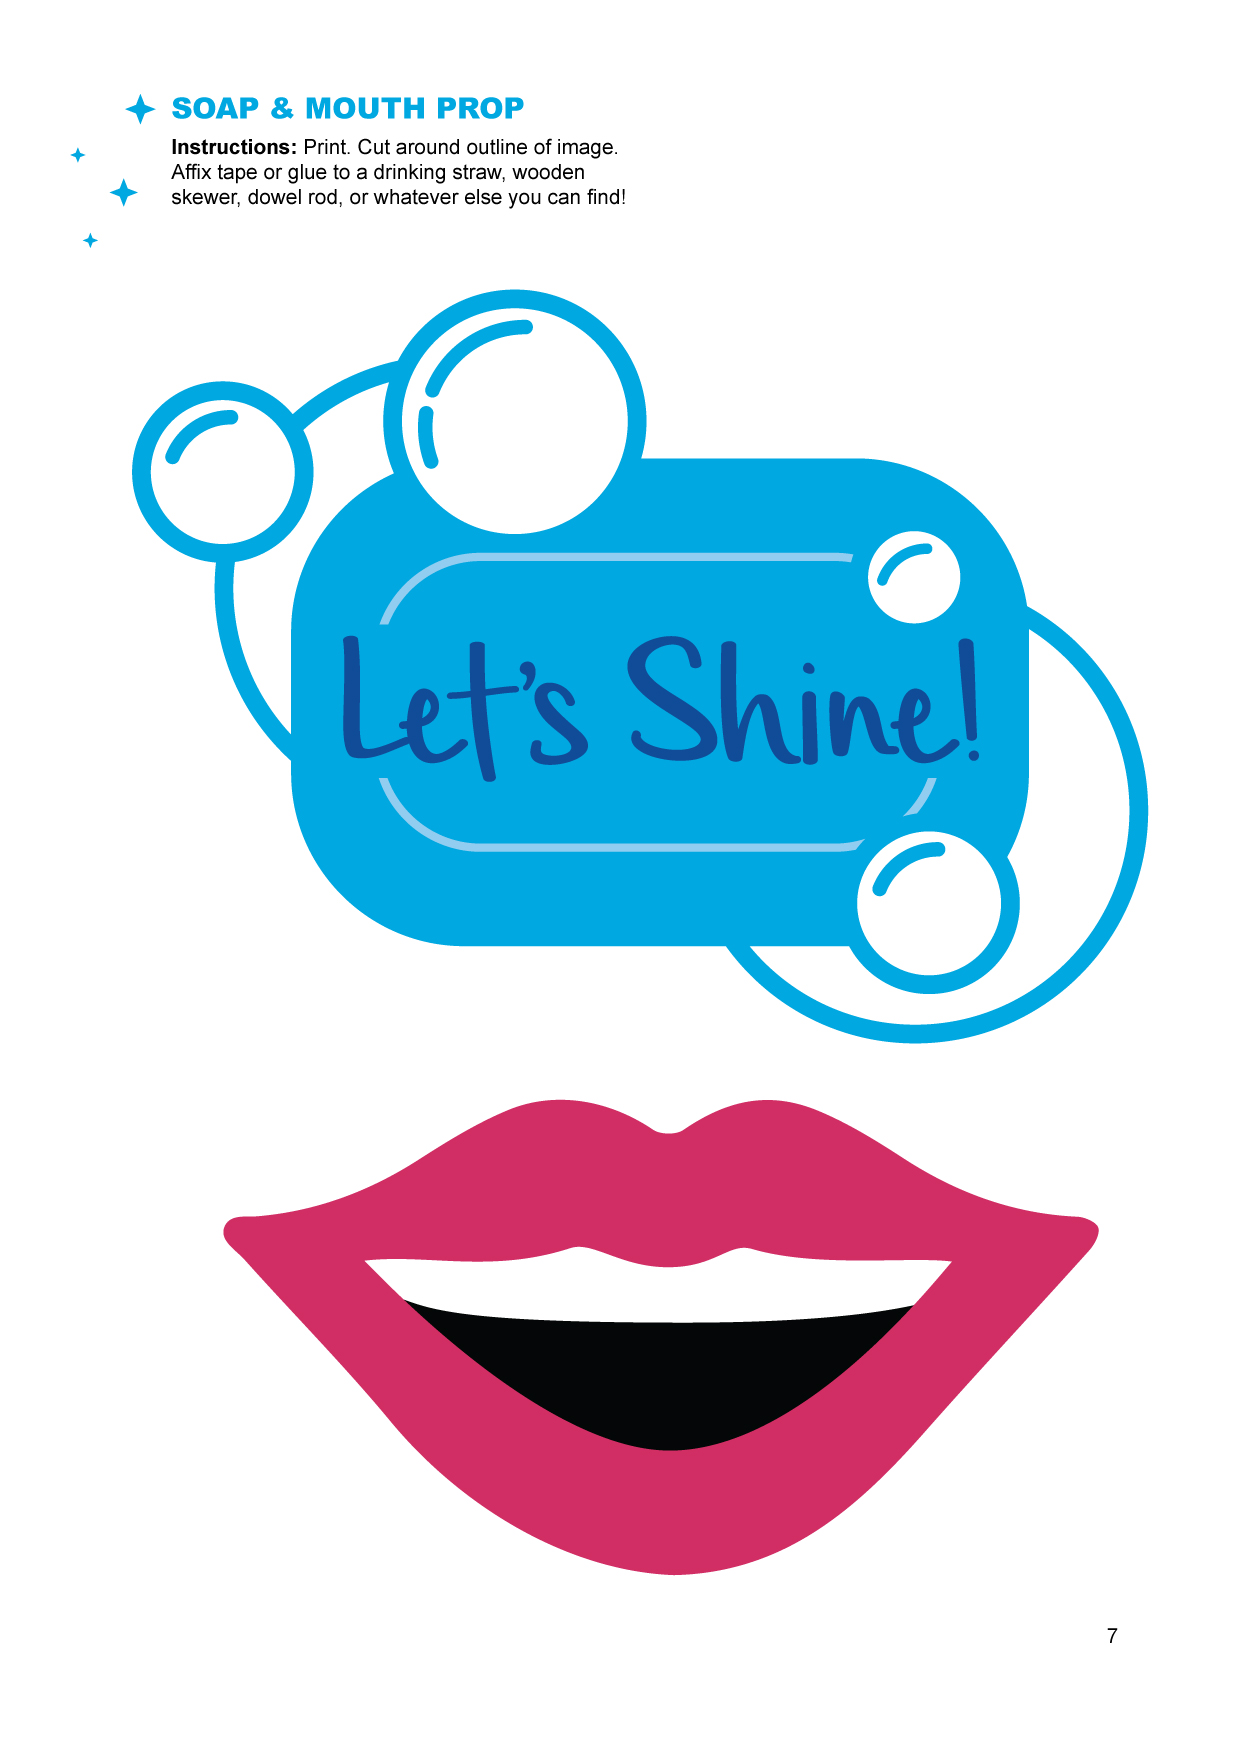 SOAP & MOUTH PROP
Instructions: Print. Cut around outline of image.
Affix tape or glue to a drinking straw, wooden
skewer, dowel rod, or whatever else you can find!
Let's Shine!
7